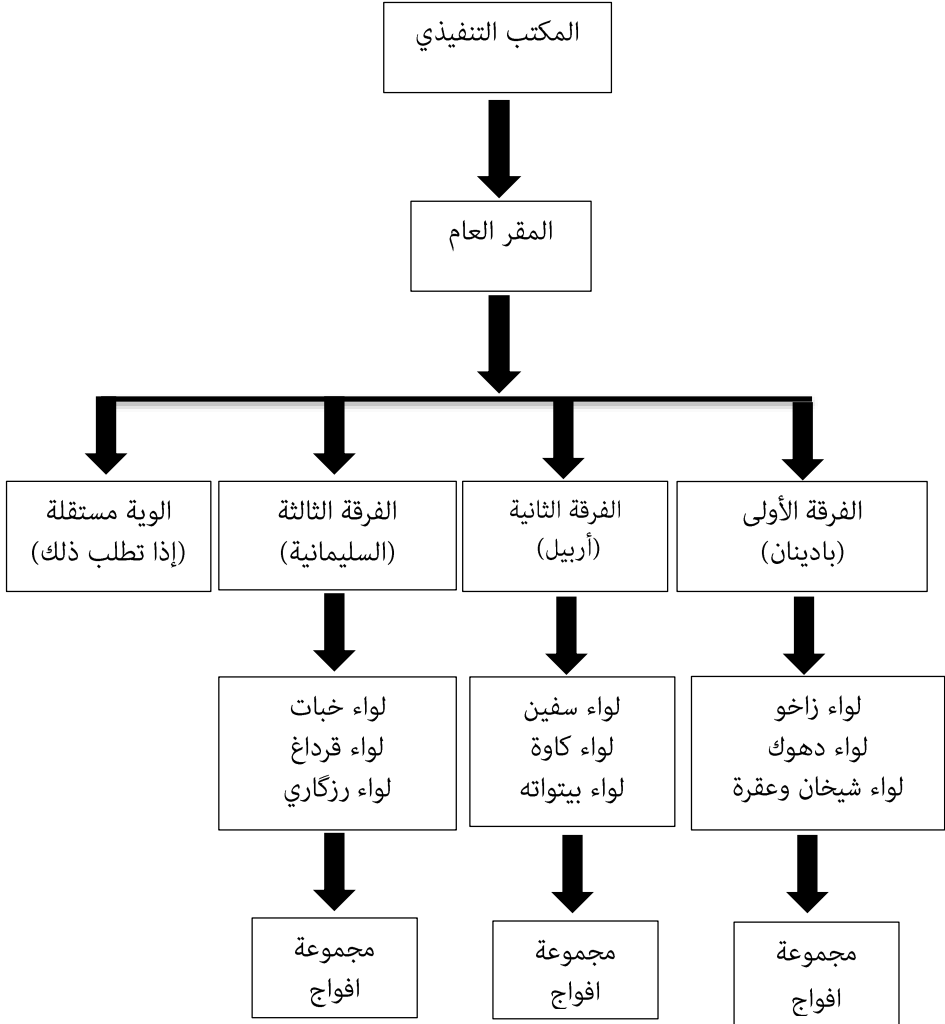 المكتب التنفيذي
المقر العام
الفرقة الأولى
(بادينان)
الفرقة الثانية
(أربيل)
الفرقة الثالثة
(السليمانية)
الوية مستقلة
(إذا تطلب ذلك)
لواء زاخو
لواء دهوك
لواء شيخان وعقرة
لواء سفين
لواء كاوة
لواء بيتواته
لواء خبات
لواء قرداغ
لواء رزگاري
مجموعة
افواج
مجموعة
افواج
مجموعة
افواج